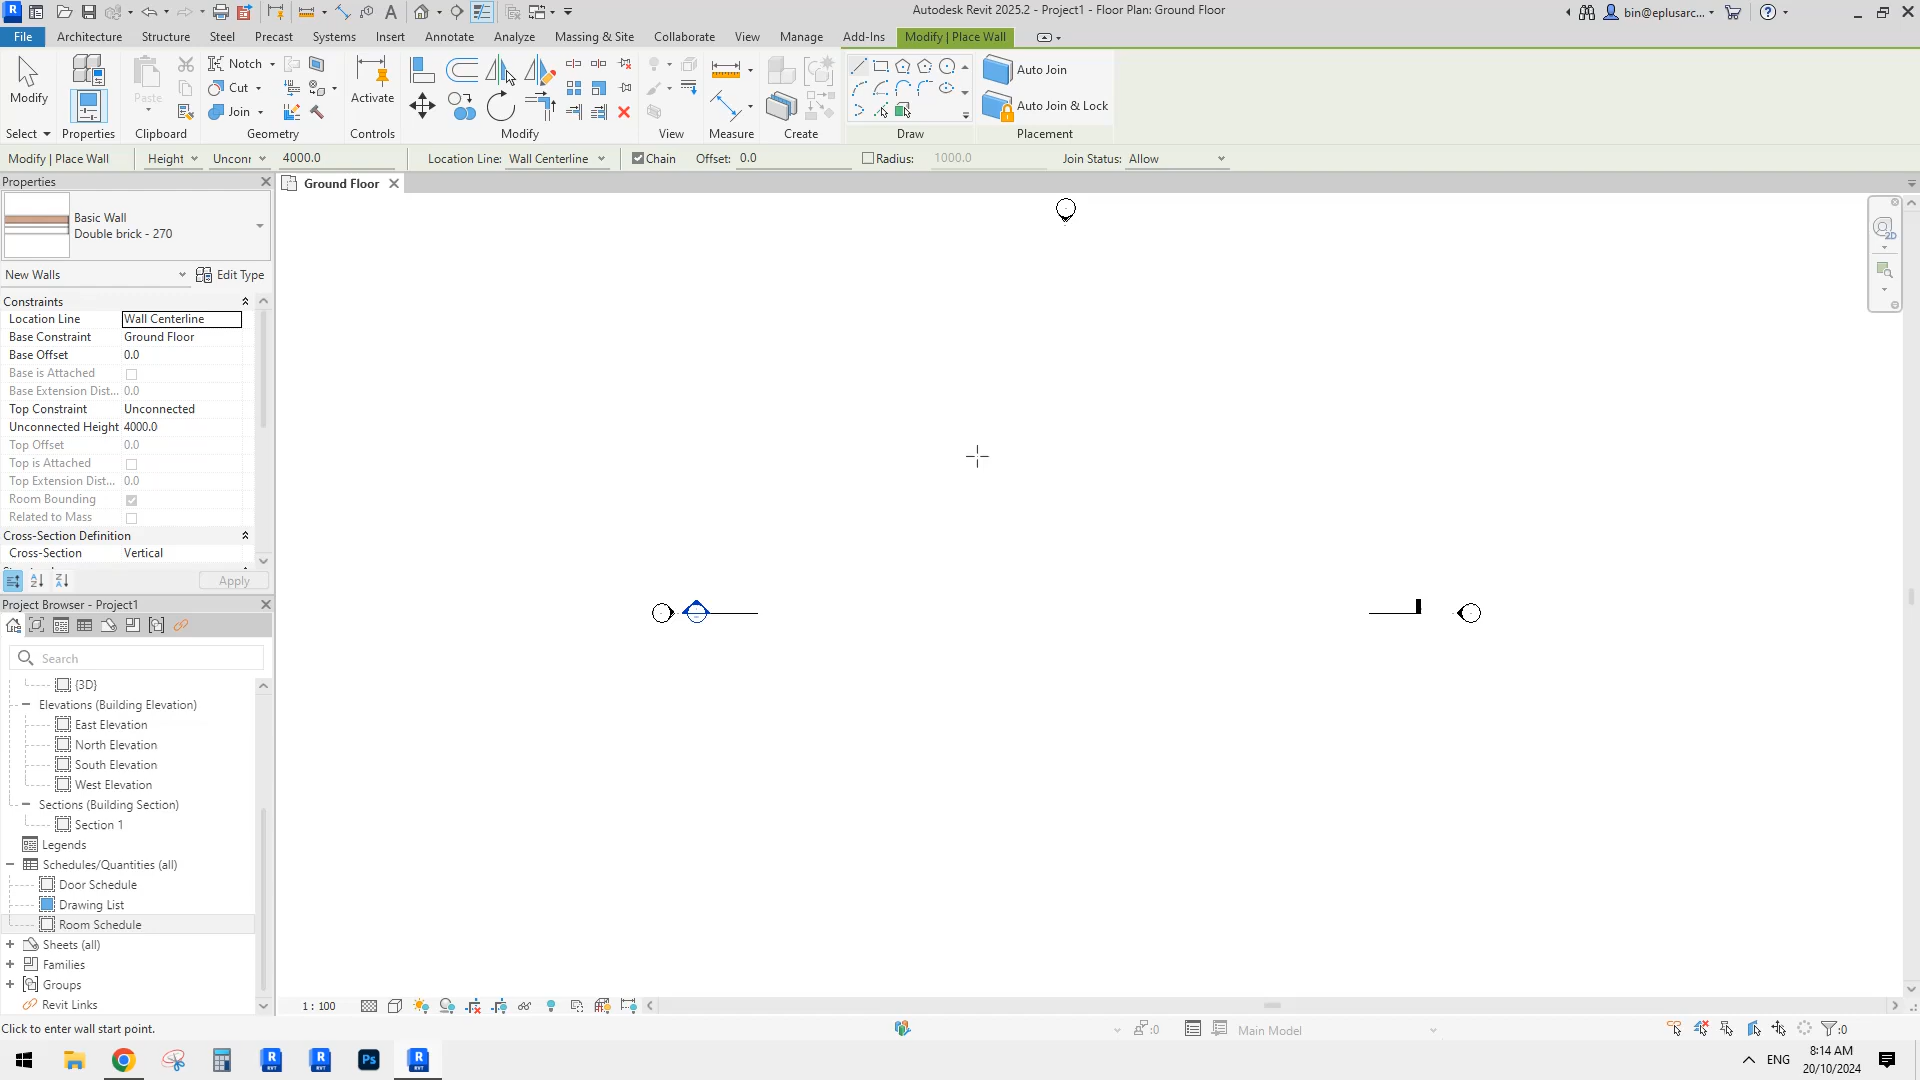 Autodesk Revit 2025.2 - Project1 - Floor Plan: Ground Floor
bin@eplusarc...
File Architecture Structure Steel Precast Systems Insert Annotate Analyze Massing & Site Collaborate View Manage Add-Ins Modify | Place Wall
Modify
Paste
Notch
Cut
Join
Activate
Auto Join
Auto Join & Lock
Select Properties Clipboard Geometry Controls Modify View Measure Create Draw Placement
Modify | Place Wall Height Unconr 4000.0 Location Line: Wall Centerline Chain Offset: 0.0 Radius: 1000.0 Join Status: Allow
Properties
Ground Floor
Basic Wall
Double brick - 270
New Walls Edit Type
Constraints
Location Line Wall Centerline
Base Constraint Ground Floor
Base Offset 0.0
Base is Attached
Base Extension Dist... 0.0
Top Constraint Unconnected
Unconnected Height 4000.0
Top Offset 0.0
Top is Attached
Top Extension Dist... 0.0
Room Bounding
Related to Mass
Cross-Section Definition
Cross-Section Vertical
Apply
Project Browser - Project1
Search
{3D}
Elevations (Building Elevation)
East Elevation
North Elevation
South Elevation
West Elevation
Sections (Building Section)
Section 1
Legends
Schedules/Quantities (all)
Door Schedule
Drawing List
Room Schedule
Sheets (all)
Families
Groups
Revit Links
1 : 100
Click to enter wall start point.
:0
Main Model
:0
ENG
8:14 AM
20/10/2024